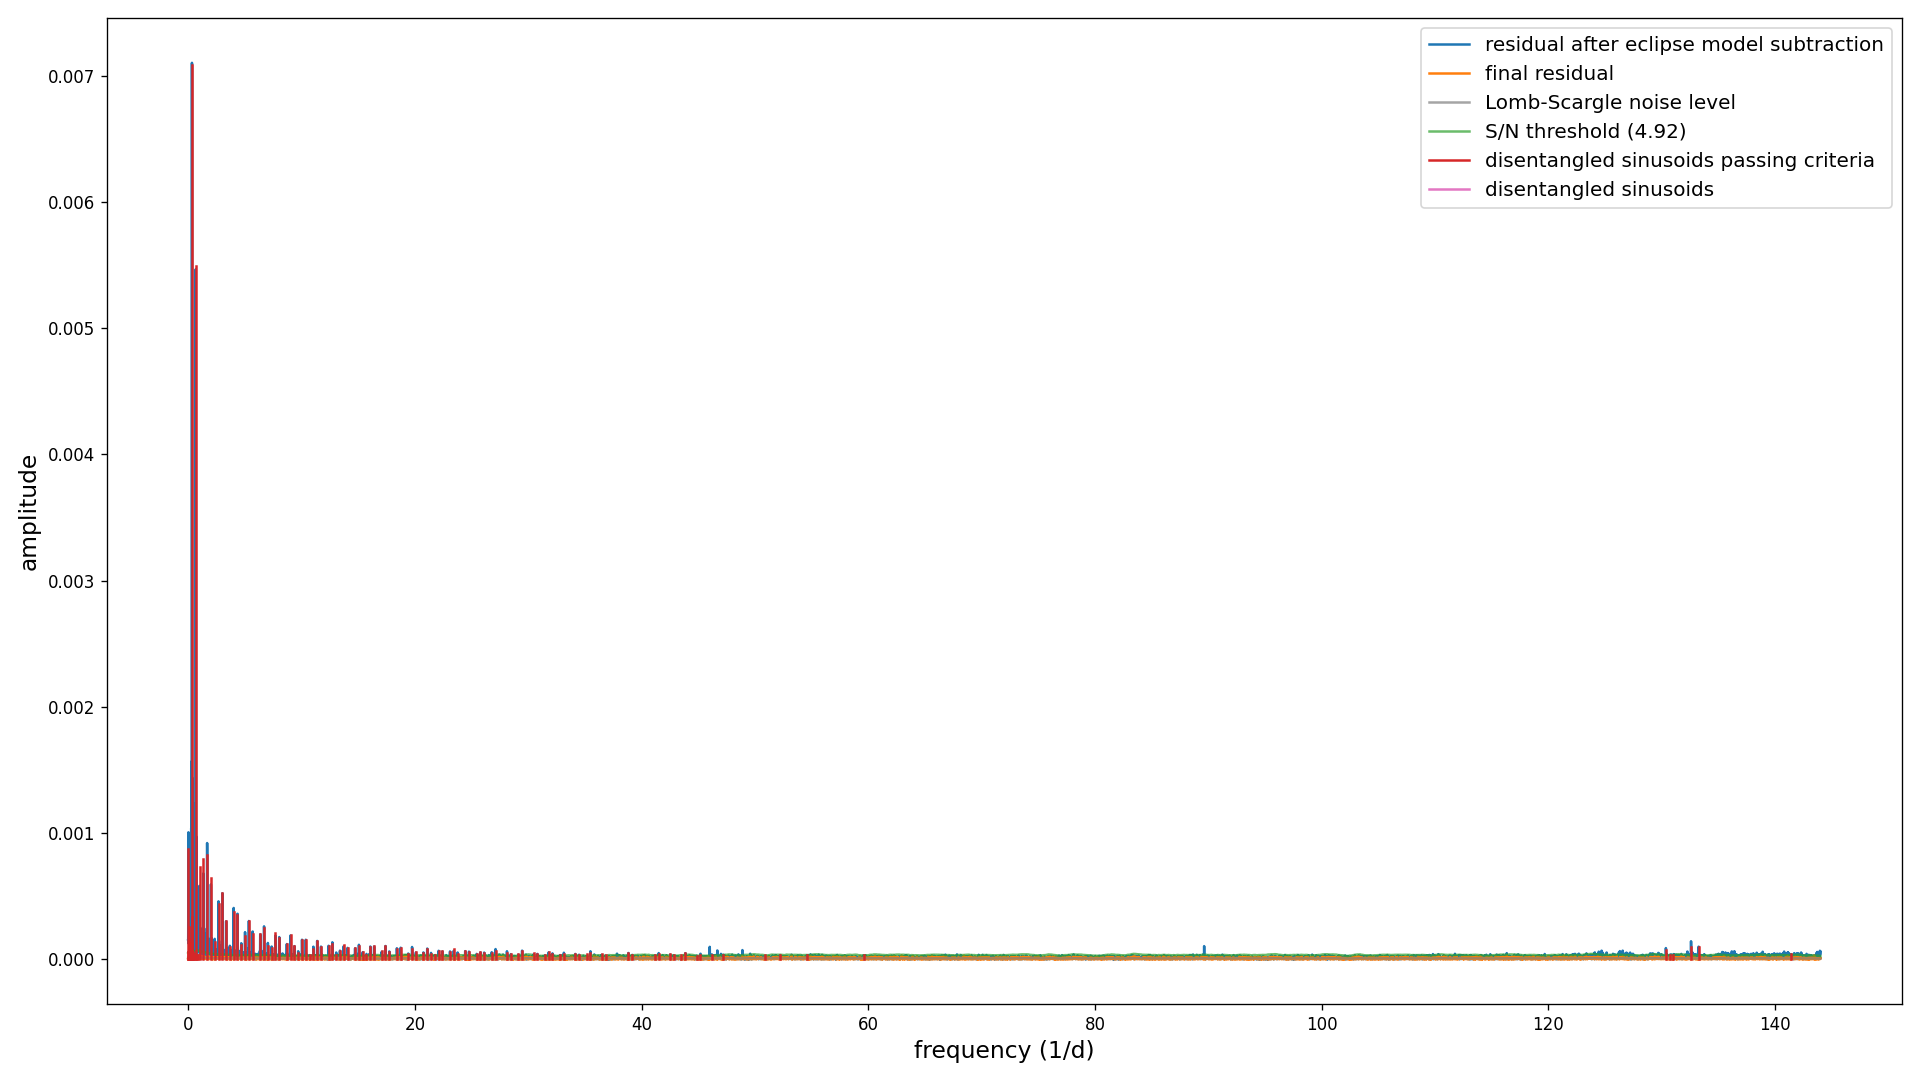 residual after eclipse model subtraction
final residual
Lomb-Scargle noise level
S/N threshold (4.92)
disentangled sinusoids passing criteria
disentangled sinusoids
amplitude
0.007
0.006
0.005
0.004
0.003
0.002
0.001
0.000
0 20 40 60 80 100 120 140
frequency (1/d)